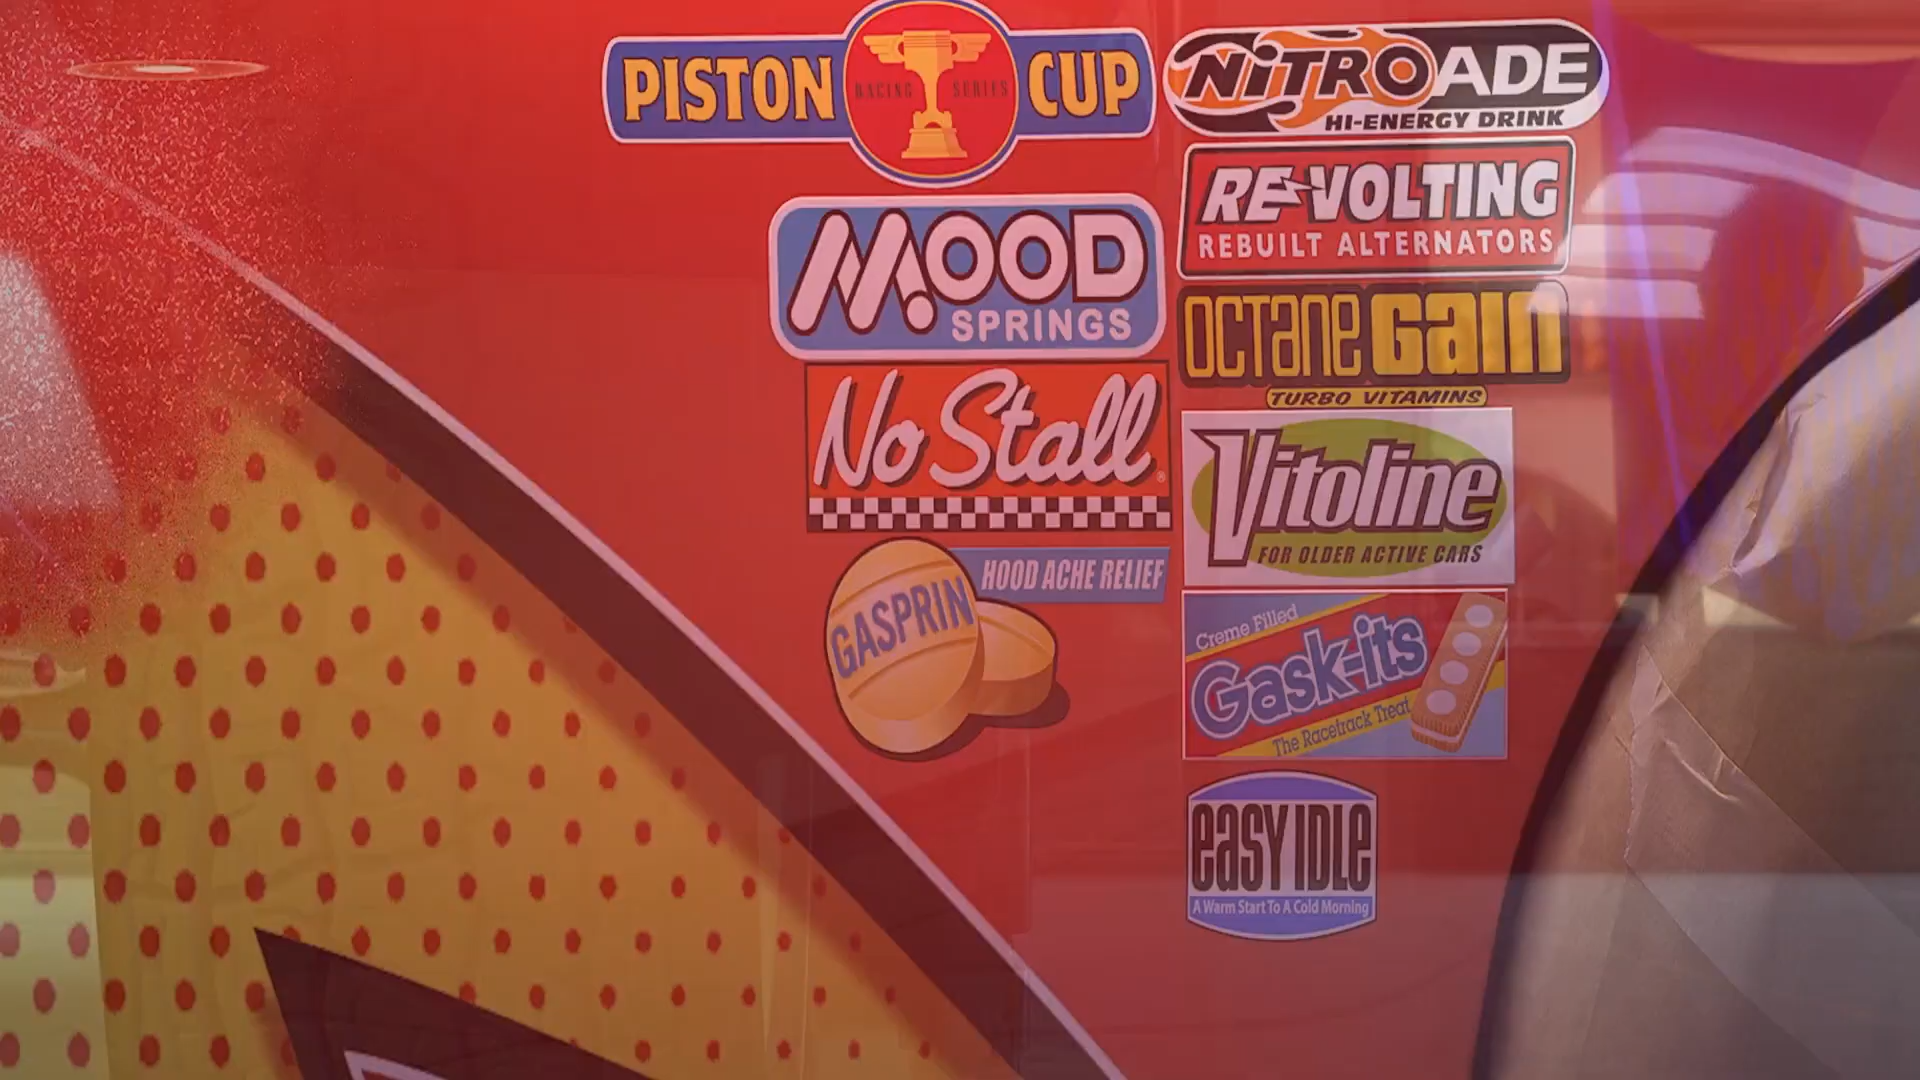 PISTON CUP
RACING SERIES
MOOD
SPRINGS
No Stall
GASPRIN
HOOD ACHE RELIEF
NiTROADE
HI-ENERGY DRINK
RE-VOLTING
REBUILT ALTERNATORS
OCTANE GAIN
TURBO VITAMINS
Vitoline
FOR OLDER ACTIVE CARS
Creme Filled
Gask-its
The Racetrack Treat
easy IDLe
A Warm Start To A Cold Morning